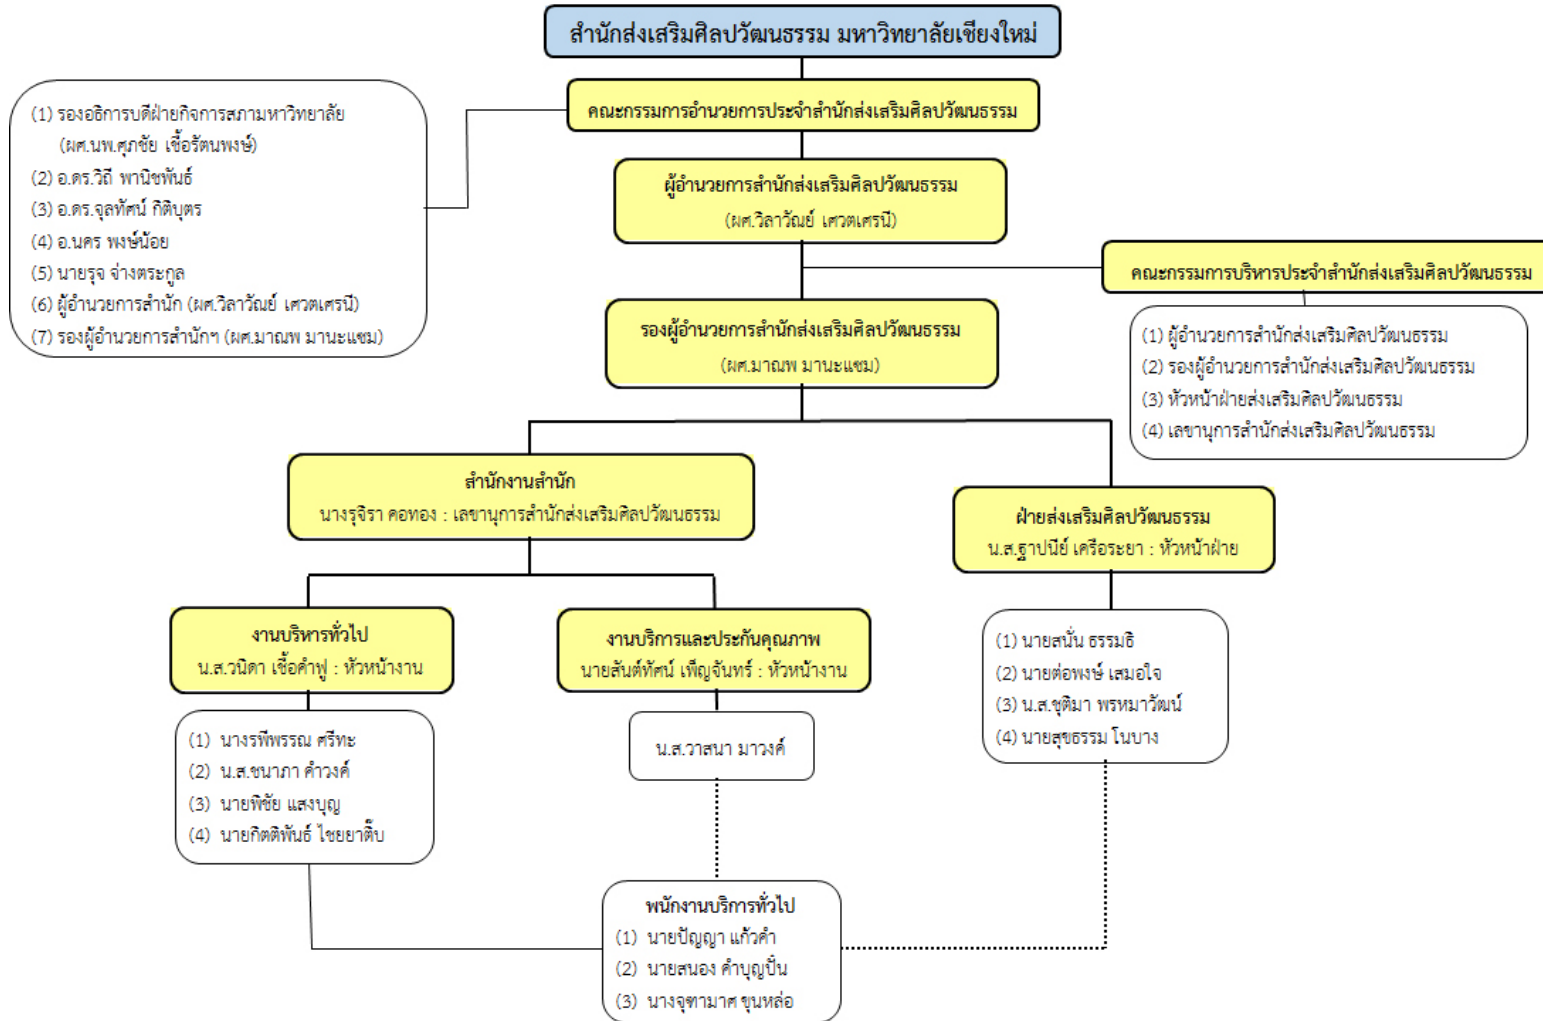 สำนักส่งเสริมศิลปวัฒนธรรม มหาวิทยาลัยเชียงใหม่
คณะกรรมการอำนวยการประจำสำนักส่งเสริมศิลปวัฒนธรรม
(1) รองอธิการบดีฝ่ายกิจการสภามหาวิทยาลัย
(ผศ.นพ.ศุภชัย เชื้อรัตนพงษ์)
(2) อ.ดร.วิถี พานิชพันธ์
(3) อ.ดร.จุลทัศน์ กิติบุตร
(4) อ.นคร พงษ์น้อย
(5) นายรุจ จ่างตระกูล
(6) ผู้อำนวยการสำนัก (ผศ.วิลาวัณย์ เศวตเศรนี)
(7) รองผู้อำนวยการสำนักฯ (ผศ.มาณพ มานะแซม)
ผู้อำนวยการสำนักส่งเสริมศิลปวัฒนธรรม
(ผศ.วิลาวัณย์ เศวตเศรนี)
คณะกรรมการบริหารประจำสำนักส่งเสริมศิลปวัฒนธรรม
(1) ผู้อำนวยการสำนักส่งเสริมศิลปวัฒนธรรม
(2) รองผู้อำนวยการสำนักส่งเสริมศิลปวัฒนธรรม
(3) หัวหน้าฝ่ายส่งเสริมศิลปวัฒนธรรม
(4) เลขานุการสำนักส่งเสริมศิลปวัฒนธรรม
รองผู้อำนวยการสำนักส่งเสริมศิลปวัฒนธรรม
(ผศ.มาณพ มานะแซม)
สำนักงานสำนัก
นางรุจิรา คอทอง : เลขานุการสำนักส่งเสริมศิลปวัฒนธรรม
ฝ่ายส่งเสริมศิลปวัฒนธรรม
น.ส.ฐาปนีย์ เครือระยา : หัวหน้าฝ่าย
งานบริหารทั่วไป
น.ส.วนิดา เชื้อคำฟู : หัวหน้างาน
งานบริการและประกันคุณภาพ
นายสันต์ทัศน์ เพ็ญจันทร์ : หัวหน้างาน
(1) นายสนั่น ธรรมธิ
(2) นายต่อพงษ์ เสมอใจ
(3) น.ส.ชุติมา พรหมาวัฒน์
(4) นายสุขธรรม โนบาง
(1) นางรพีพรรณ ศรีทะ
(2) น.ส.ชนาภา คำวงค์
(3) นายพิชัย แสงบุญ
(4) นายกิตติพันธ์ ไชยยาติ๊บ
น.ส.วาสนา มาวงค์
พนักงานบริการทั่วไป
(1) นายปัญญา แก้วคำ
(2) นายสนอง คำบุญปั่น
(3) นางจุฑามาศ ขุนหล่อ